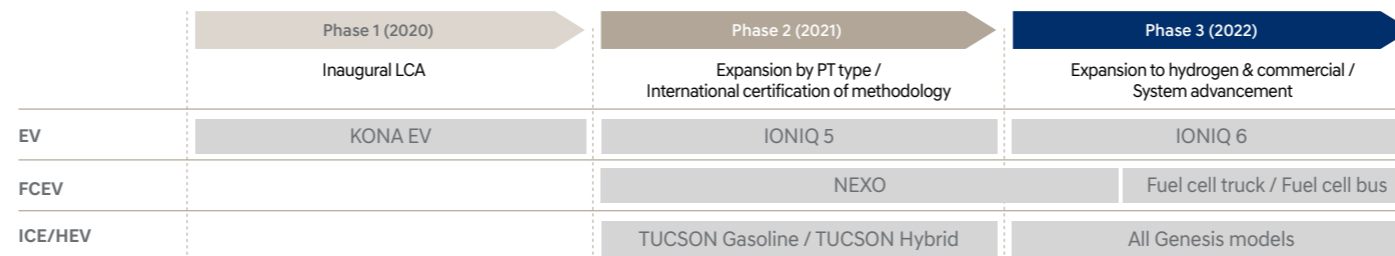 Phase 1 (2020)
Phase 2 (2021)
Phase 3 (2022)
Inaugural LCA
Expansion by PT type /
International certification of methodology
Expansion to hydrogen & commercial /
System advancement
EV
KONA EV
IONIQ 5
IONIQ 6
FCEV
NEXO
Fuel cell truck / Fuel cell bus
ICE/HEV
TUCSON Gasoline / TUCSON Hybrid
All Genesis models